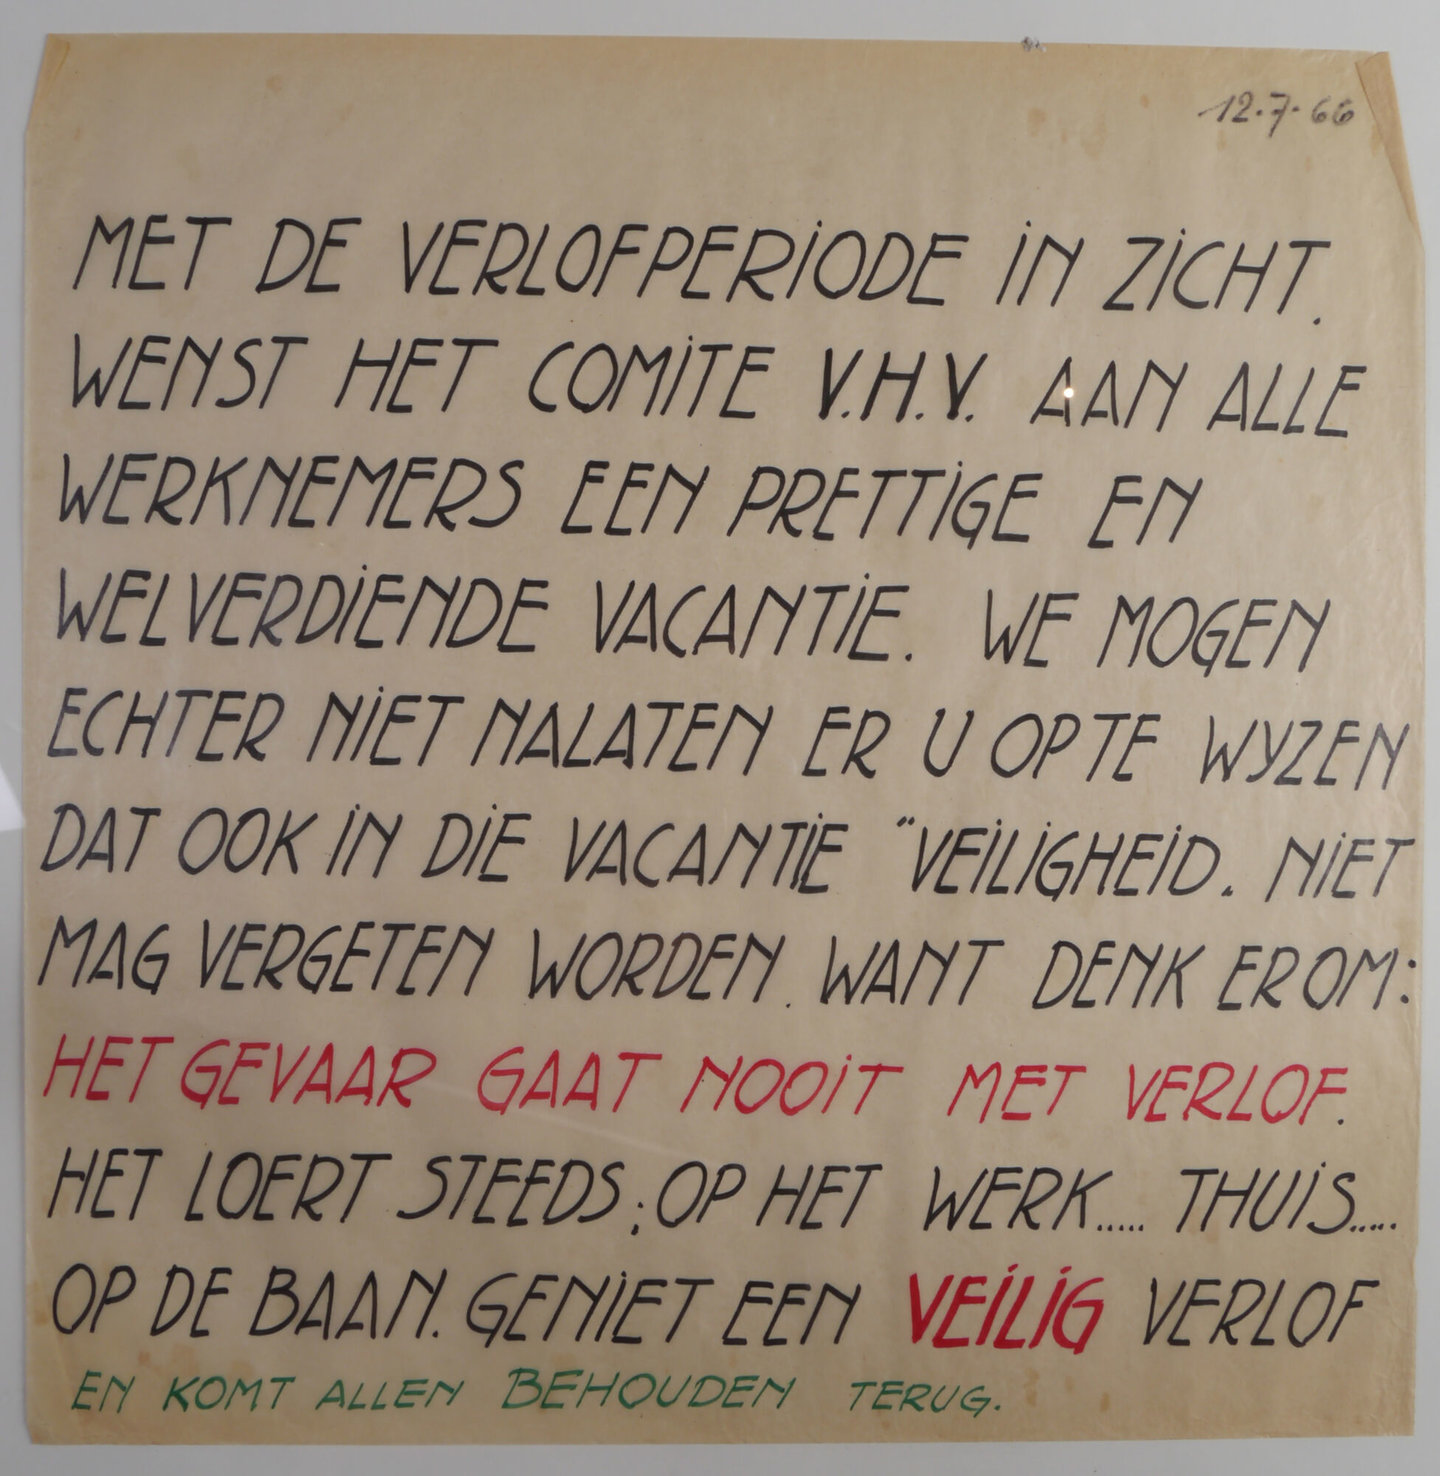 12.7.66
MET DE VERLOFPERiODE iN ZiCHT.
WENST HET COMiTE V.H.V. AAN ALLE
WERKNEMERS EEN PRETTiGE EN
WELVERDiENDE VACANTiE. WE MOGEN
ECHTER NiET NALATEN ER U OP TE WYZEN
DAT OOK iN DiE VACANTiE "VEiLiGHEiD. NiET
MAG VERGETEN WORDEN. WANT DENK EROM:
HET GEVAAR GAAT NOOiT MET VERLOF.
HET LOERT STEEDS; OP HET WERK..... THUiS.....
OP DE BAAN. GENiET EEN VEiLiG VERLOF
EN KOMT ALLEN BEHOUDEN TERUG.